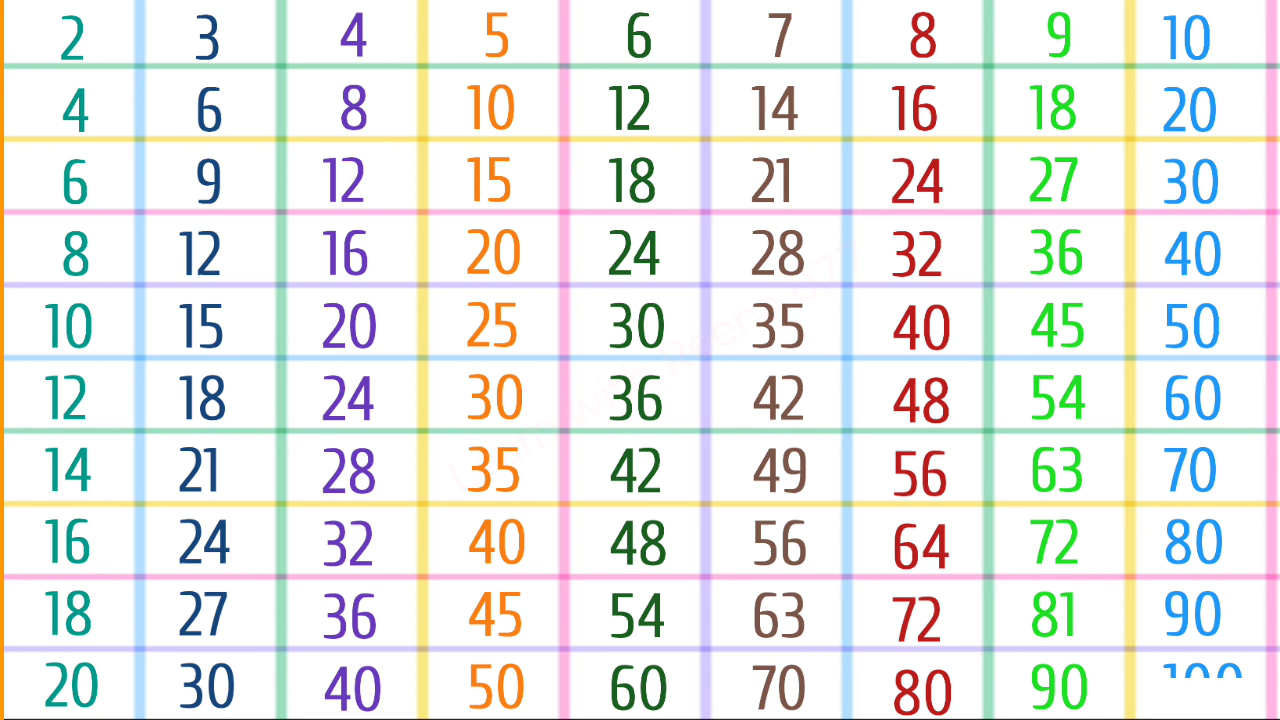 2 3 4 5 6 7 8 9 10
4 6 8 10 12 14 16 18 20
6 9 12 15 18 21 24 27 30
8 12 16 20 24 28 32 36 40
10 15 20 25 30 35 40 45 50
12 18 24 30 36 42 48 54 60
14 21 28 35 42 49 56 63 70
16 24 32 40 48 56 64 72 80
18 27 36 45 54 63 72 81 90
20 30 40 50 60 70 80 90